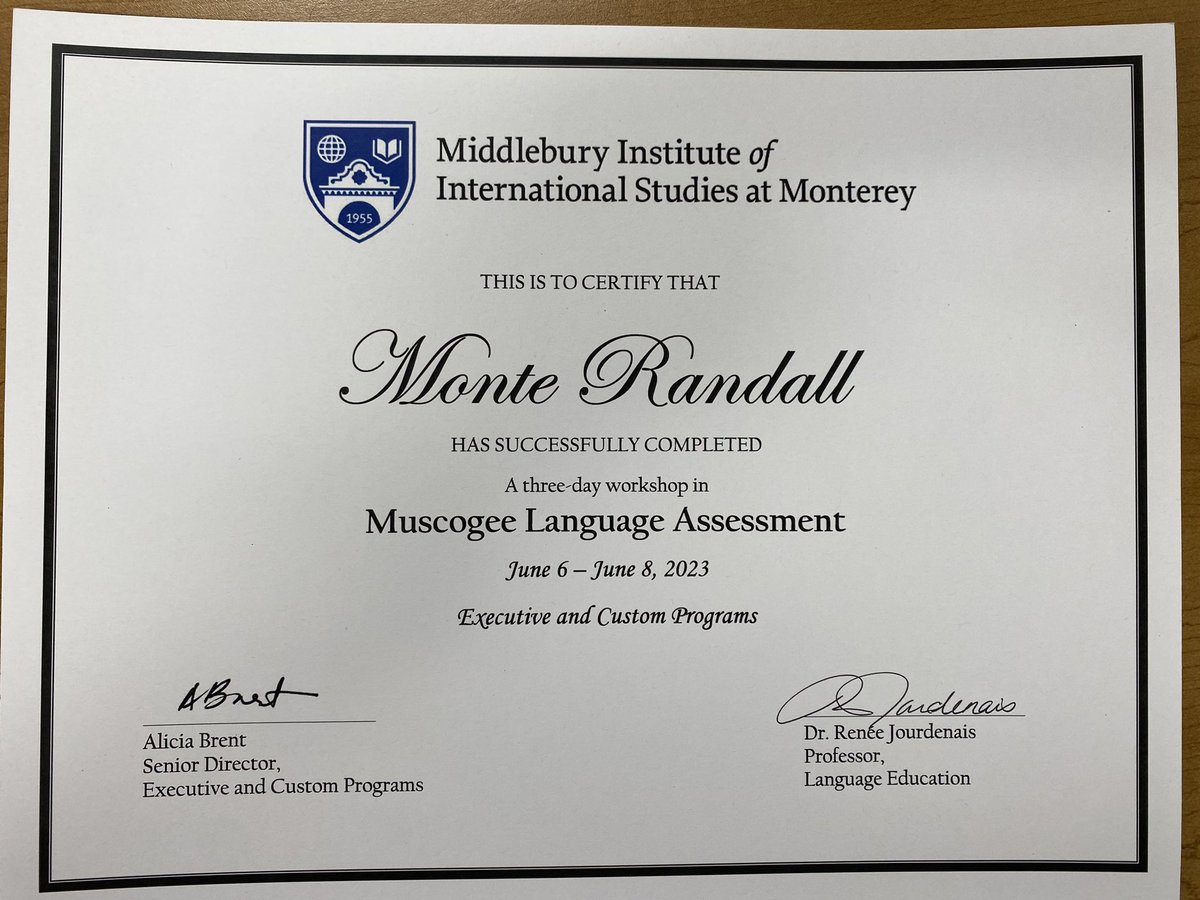 1955
Middlebury Institute of
International Studies at Monterey
THIS IS TO CERTIFY THAT
Monte Randall
HAS SUCCESSFULLY COMPLETED
A three-day workshop in
Muscogee Language Assessment
June 6 – June 8, 2023
Executive and Custom Programs
A Brent
Alicia Brent
Senior Director,
Executive and Custom Programs
Jourdenais
Dr. Renée Jourdenais
Professor,
Language Education